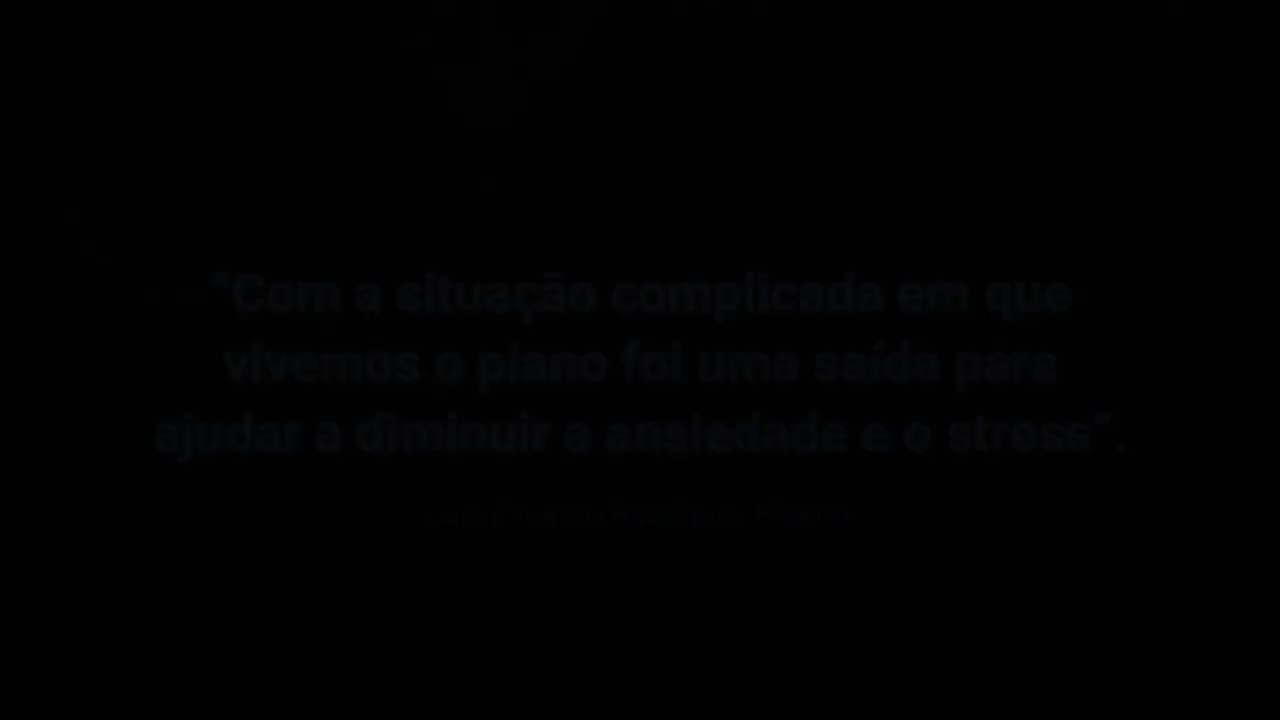 "Com a situação complicada em que
vivemos o piano foi uma saída para
ajudar a diminuir a ansiedade e o stress".